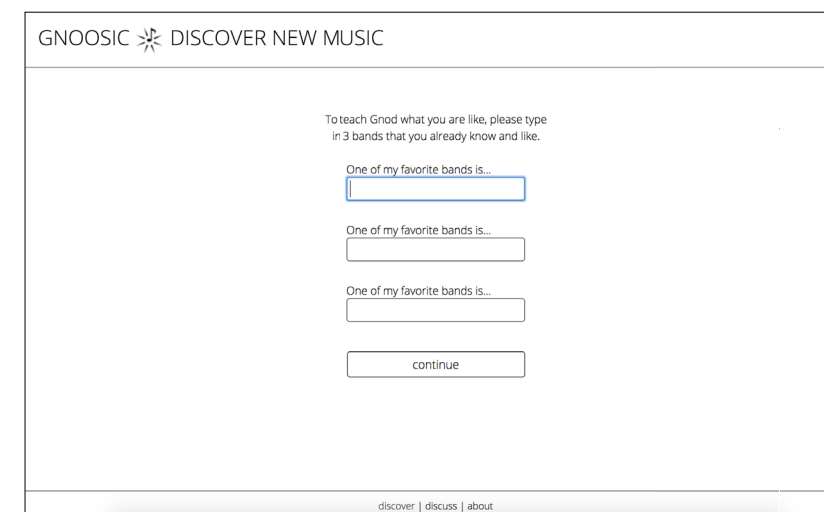 GNOOSIC DISCOVER NEW MUSIC
To teach Gnod what you are like, please type
in 3 bands that you already know and like.
One of my favorite bands is...
One of my favorite bands is...
One of my favorite bands is...
continue
discover | discuss | about